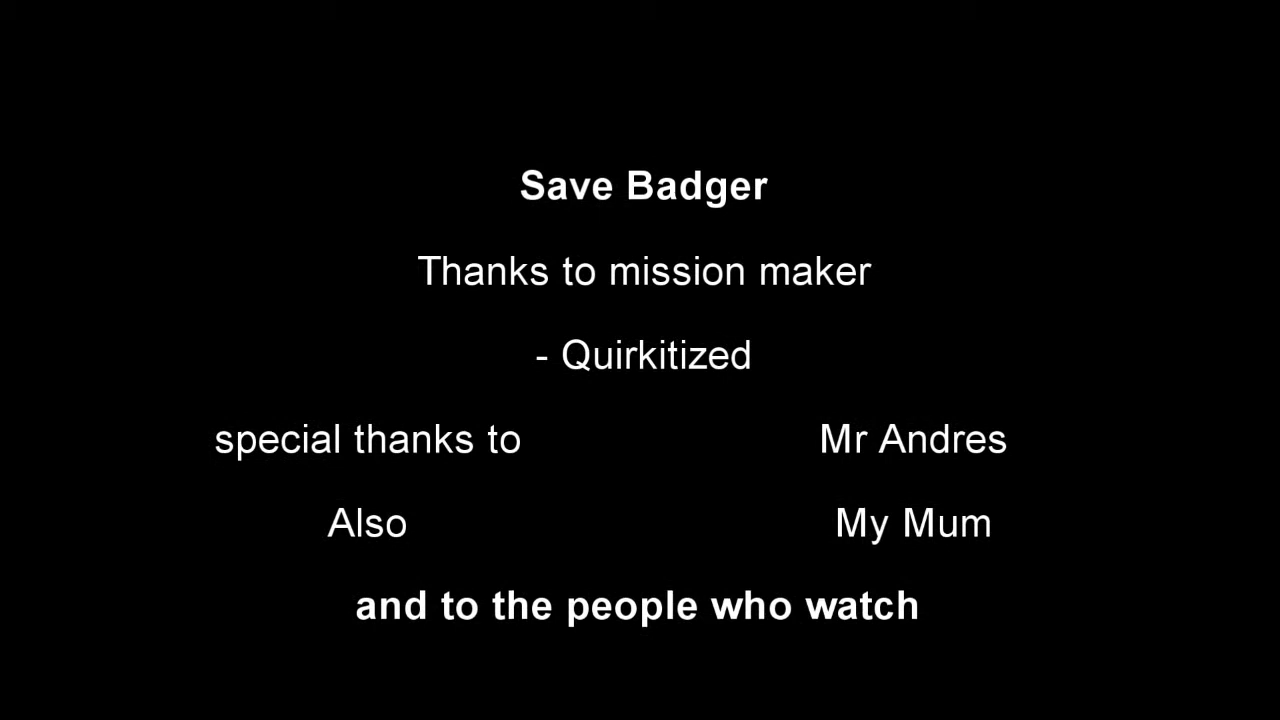 Save Badger
Thanks to mission maker
- Quirkitized
special thanks to Mr Andres
Also My Mum
and to the people who watch